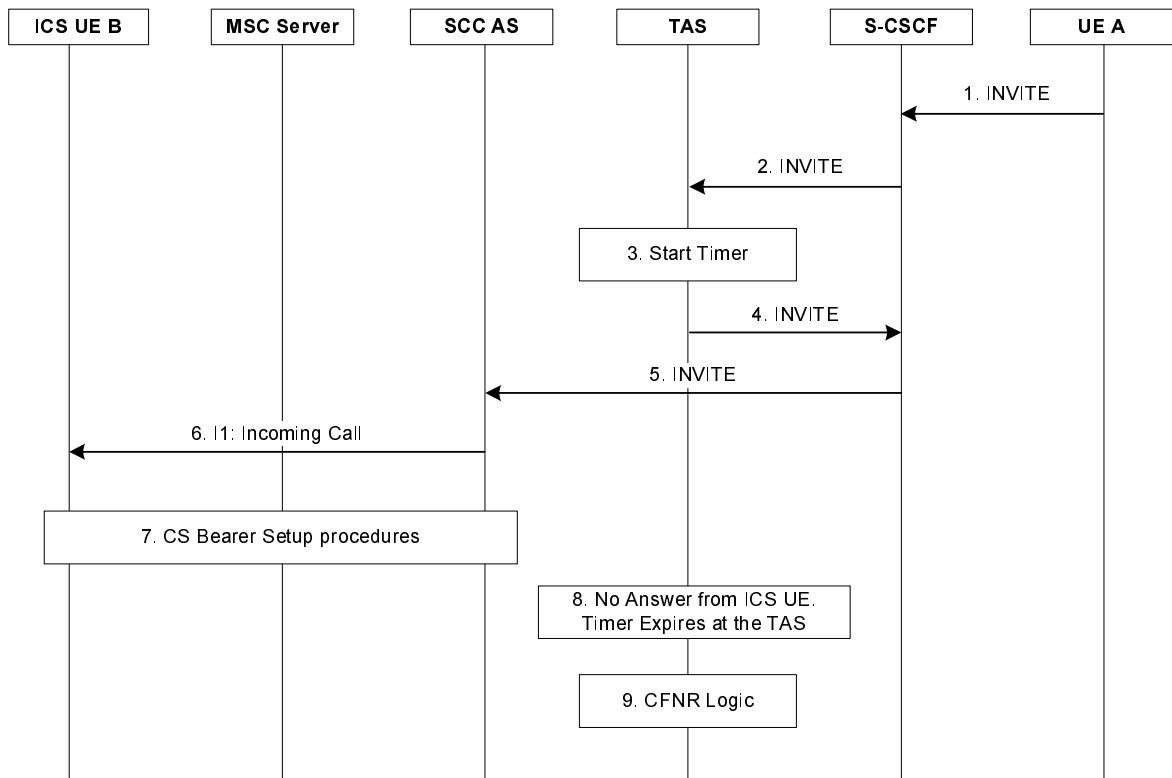 ICS UE B
MSC Server
SCC AS
TAS
S-CSCF
UE A
1. INVITE
2. INVITE
3. Start Timer
4. INVITE
5. INVITE
6. I1: Incoming Call
7. CS Bearer Setup procedures
8. No Answer from ICS UE.
Timer Expires at the TAS
9. CFNR Logic